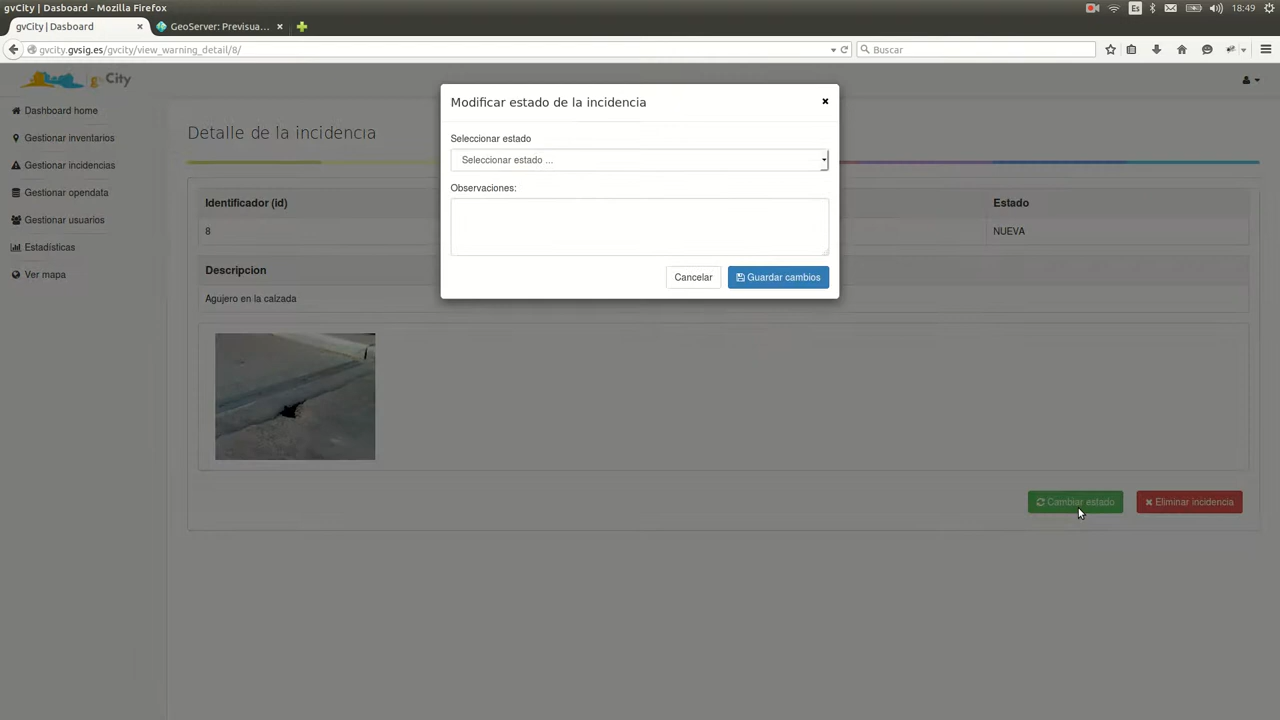 gvCity | Dasboard - Mozilla Firefox
Es
18:49
gvCity | Dasboard
GeoServer: Previsua...
gvcity.gvsig.es/gvcity/view_warning_detail/8/
Buscar
gvCity
Dashboard home
Gestionar inventarios
Gestionar incidencias
Gestionar opendata
Gestionar usuarios
Estadísticas
Ver mapa
Detalle de la incidencia
Identificador (id)
Estado
8
NUEVA
Descripcion
Agujero en la calzada
Cambiar estado
Eliminar incidencia
Modificar estado de la incidencia
Seleccionar estado
Seleccionar estado ...
Observaciones:
Cancelar
Guardar cambios